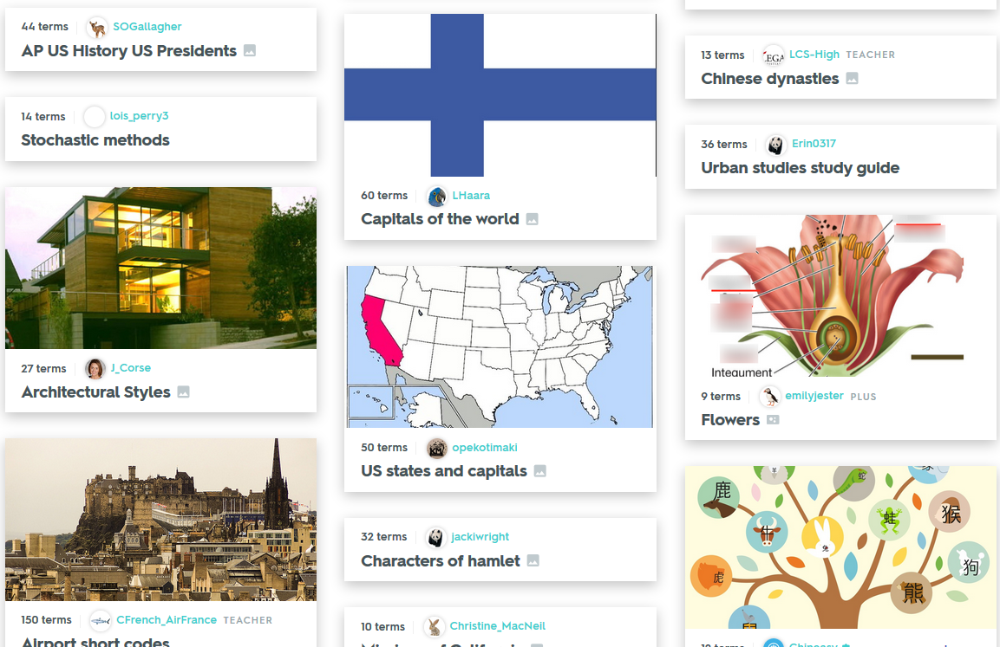 44 terms SOGallagher
AP US History US Presidents
14 terms lois_perry3
Stochastic methods
27 terms J_Corse
Architectural Styles
150 terms CFrench_AirFrance TEACHER
Airport short codes
60 terms LHaara
Capitals of the world
50 terms opekotimaki
US states and capitals
32 terms jackiwright
Characters of hamlet
10 terms Christine_MacNeil
13 terms LCS-High TEACHER
Chinese dynasties
36 terms Erin0317
Urban studies study guide
Integument
9 terms emilyjester PLUS
Flowers
蛇
鹿
蛙
猴
牛
兔
狗
虎
熊
鼠
terms Chineasy